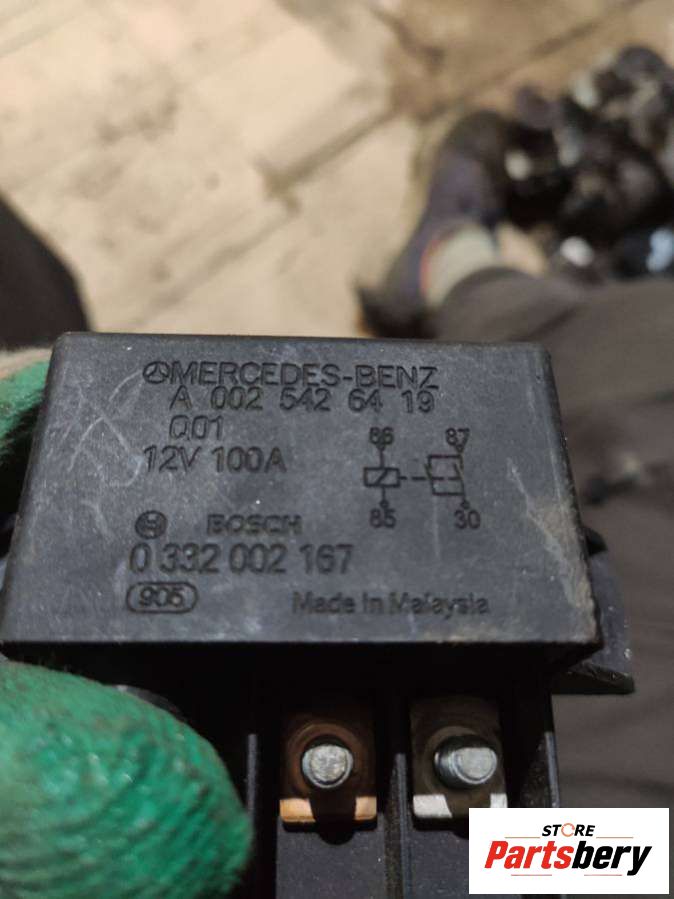 MERCEDES-BENZ
A 002 542 64 19
Q01
12V 100A
86 87
85 30
BOSCH
0 332 002 167
905
Made in Malaysia
STORE
Partsbery